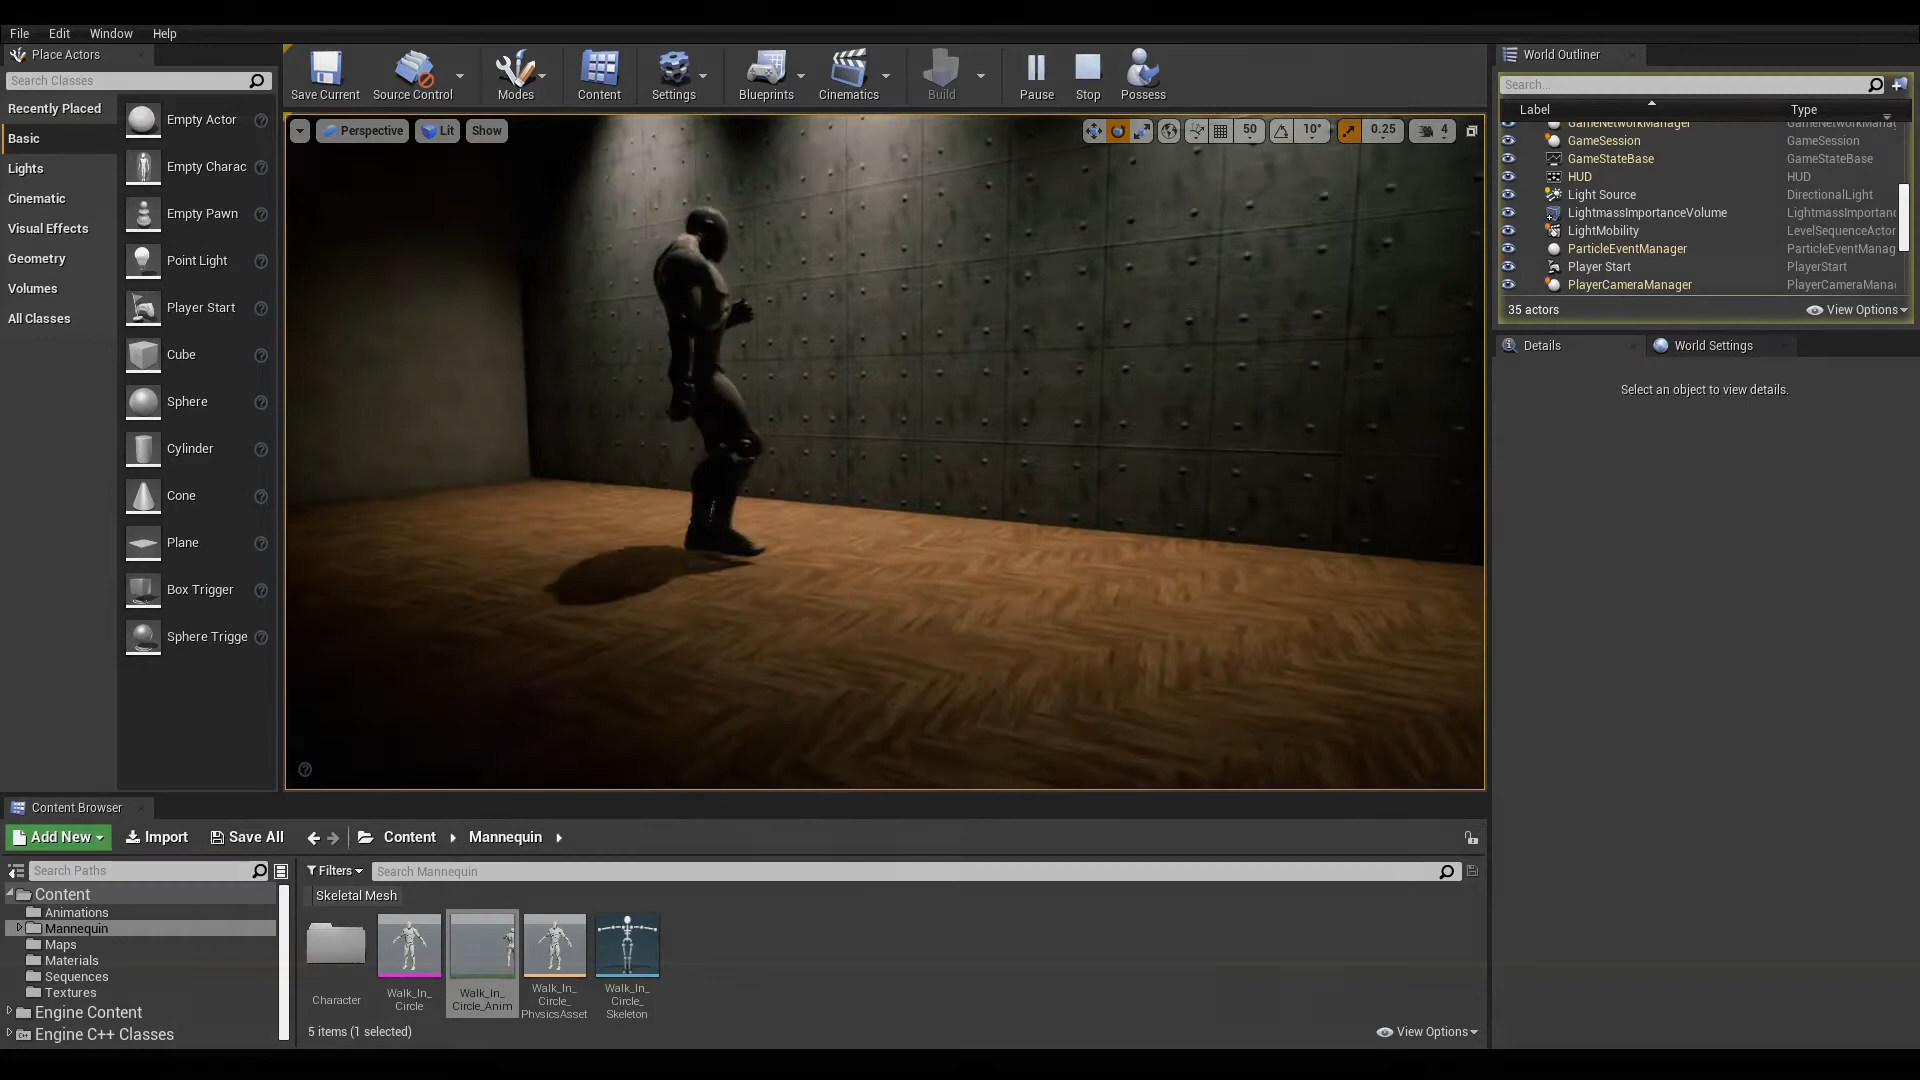 File Edit Window Help
Place Actors
Search Classes
Recently Placed
Basic
Lights
Cinematic
Visual Effects
Geometry
Volumes
All Classes
Empty Actor
Empty Charac
Empty Pawn
Point Light
Player Start
Cube
Sphere
Cylinder
Cone
Plane
Box Trigger
Sphere Trigge
Save Current Source Control Modes Content Settings Blueprints Cinematics Build Pause Stop Possess
Perspective Lit Show 50 10° 0.25 4
World Outliner
Search...
Label Type
GameNetworkManager GameNetworkManag
GameSession GameSession
GameStateBase GameStateBase
HUD HUD
Light Source DirectionalLight
LightmassImportanceVolume LightmassImportanc
LightMobility LevelSequenceActor
ParticleEventManager ParticleEventManag
Player Start PlayerStart
PlayerCameraManager PlayerCameraMana
35 actors View Options
Details World Settings
Select an object to view details.
Content Browser
Add New Import Save All Content Mannequin
Search Paths
Content
Animations
Mannequin
Maps
Materials
Sequences
Textures
Engine Content
Engine C++ Classes
Filters Search Mannequin
Skeletal Mesh
Character
Walk_In_
Circle
Walk_In_
Circle_Anim
Walk_In_
Circle_
PhysicsAsset
Walk_In_
Circle_
Skeleton
5 items (1 selected) View Options